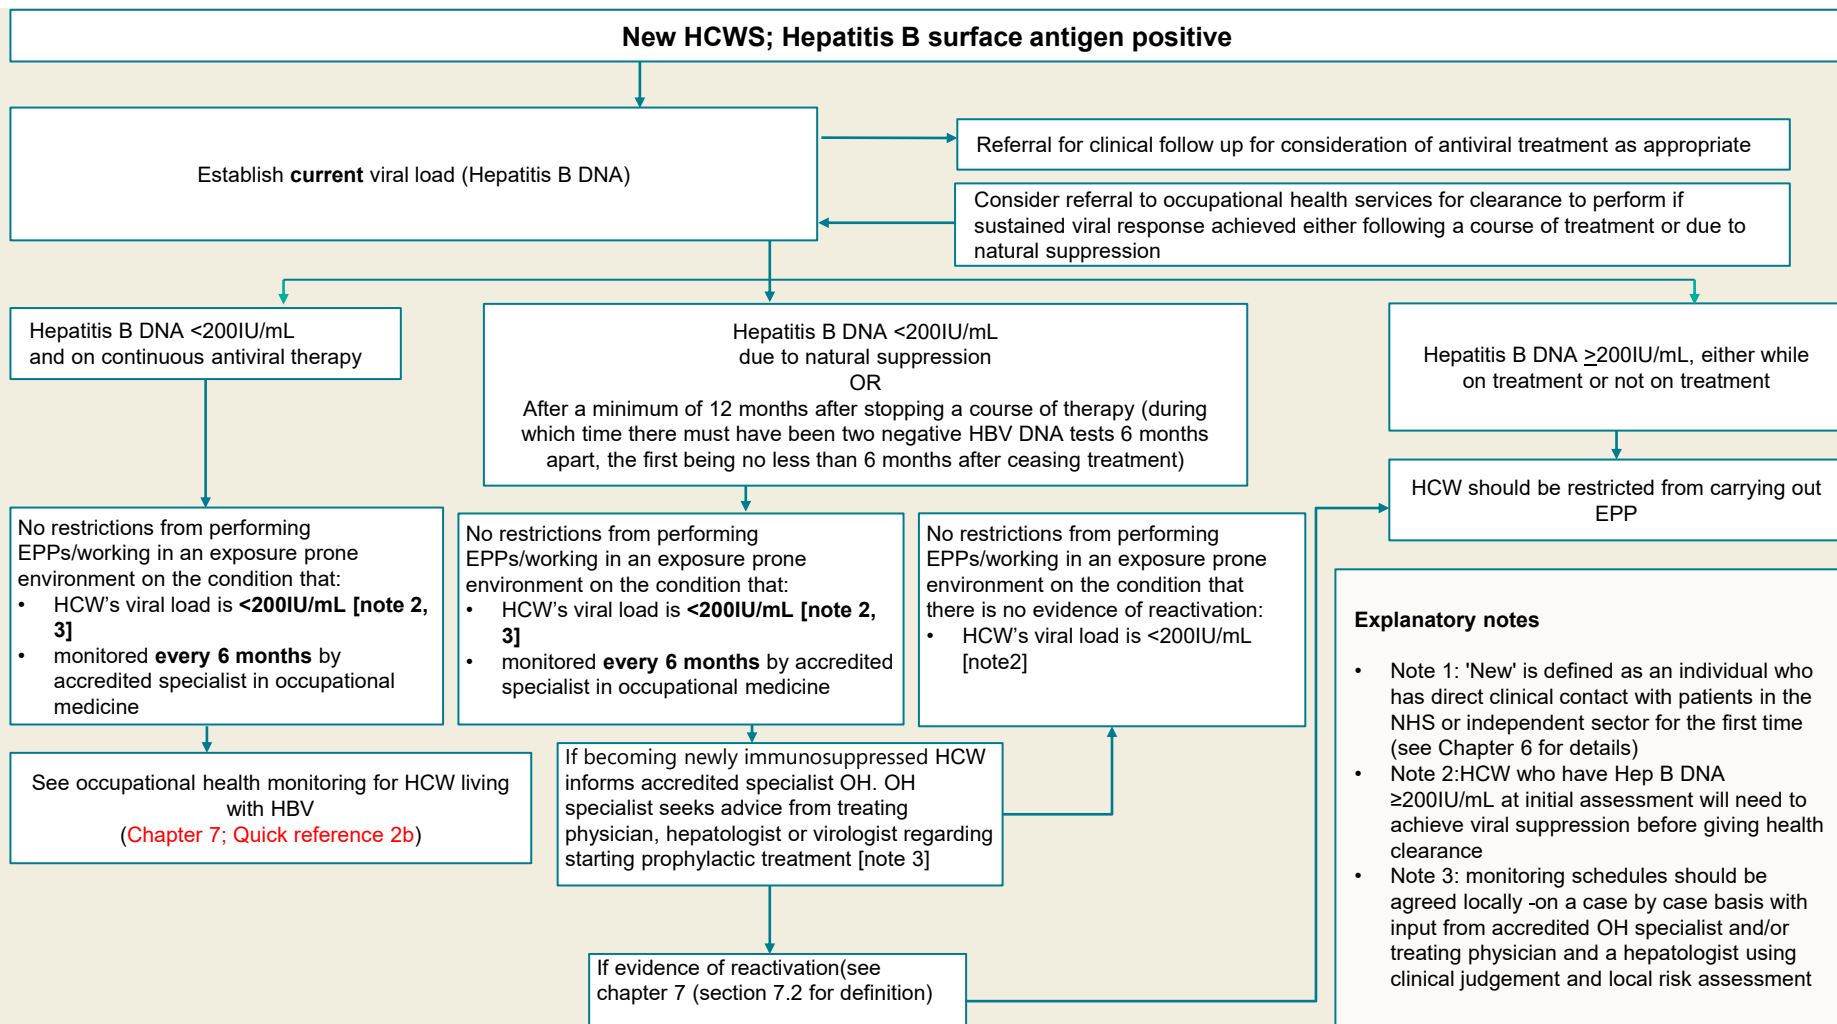 New HCWS; Hepatitis B surface antigen positive
Establish current viral load (Hepatitis B DNA)
Referral for clinical follow up for consideration of antiviral treatment as appropriate
Consider referral to occupational health services for clearance to perform if
sustained viral response achieved either following a course of treatment or due to
natural suppression
Hepatitis B DNA <200IU/mL
and on continuous antiviral therapy
Hepatitis B DNA <200IU/mL
due to natural suppression
OR
After a minimum of 12 months after stopping a course of therapy (during
which time there must have been two negative HBV DNA tests 6 months
apart, the first being no less than 6 months after ceasing treatment)
Hepatitis B DNA ≥200IU/mL, either while
on treatment or not on treatment
HCW should be restricted from carrying out
EPP
No restrictions from performing
EPPs/working in an exposure prone
environment on the condition that:
• HCW's viral load is <200IU/mL [note 2,
3]
• monitored every 6 months by
accredited specialist in occupational
medicine
No restrictions from performing
EPPs/working in an exposure prone
environment on the condition that:
• HCW's viral load is <200IU/mL [note 2,
3]
• monitored every 6 months by accredited
specialist in occupational medicine
No restrictions from performing
EPPs/working in an exposure prone
environment on the condition that
there is no evidence of reactivation:
• HCW's viral load is <200IU/mL
[note2]
See occupational health monitoring for HCW living
with HBV
(Chapter 7; Quick reference 2b)
If becoming newly immunosuppressed HCW
informs accredited specialist OH. OH
specialist seeks advice from treating
physician, hepatologist or virologist regarding
starting prophylactic treatment [note 3]
If evidence of reactivation(see
chapter 7 (section 7.2 for definition)
Explanatory notes
• Note 1: 'New' is defined as an individual who
has direct clinical contact with patients in the
NHS or independent sector for the first time
(see Chapter 6 for details)
• Note 2:HCW who have Hep B DNA
≥200IU/mL at initial assessment will need to
achieve viral suppression before giving health
clearance
• Note 3: monitoring schedules should be
agreed locally -on a case by case basis with
input from accredited OH specialist and/or
treating physician and a hepatologist using
clinical judgement and local risk assessment